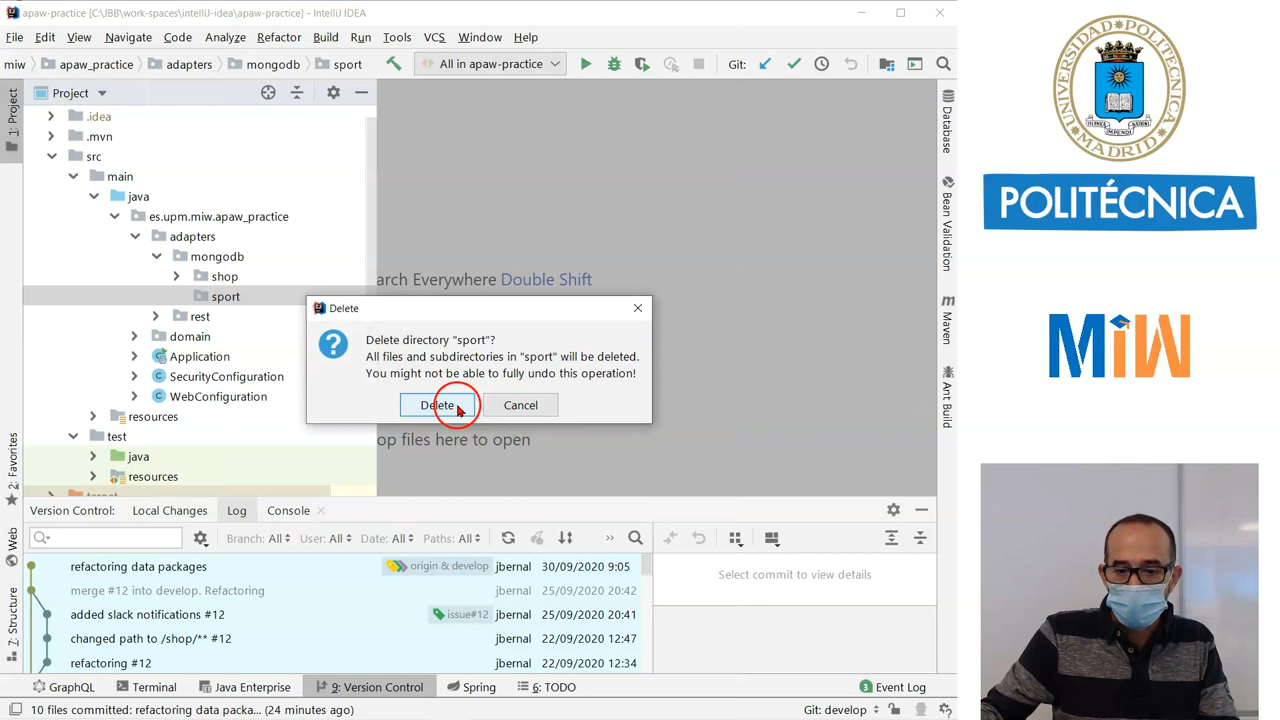 apaw-practice [C:\JBB\work-spaces\intelliJ-idea\apaw-practice] - IntelliJ IDEA
File Edit View Navigate Code Analyze Refactor Build Run Tools VCS Window Help
miw apaw_practice adapters mongodb sport All in apaw-practice Git:
1: Project
Project
.idea
.mvn
src
main
java
es.upm.miw.apaw_practice
adapters
mongodb
shop
sport
rest
domain
Application
SecurityConfiguration
WebConfiguration
resources
test
java
resources
arch Everywhere Double Shift
op files here to open
Delete
Delete directory "sport"?
All files and subdirectories in "sport" will be deleted.
You might not be able to fully undo this operation!
Delete Cancel
Database
Bean Validation
Maven
Ant Build
2: Favorites
Web
7: Structure
Version Control: Local Changes Log Console
Branch: All User: All Date: All Paths: All
refactoring data packages origin & develop jbernal 30/09/2020 9:05
merge #12 into develop. Refactoring jbernal 25/09/2020 20:42
added slack notifications #12 issue#12 jbernal 25/09/2020 20:41
changed path to /shop/** #12 jbernal 22/09/2020 12:47
refactoring #12 jbernal 22/09/2020 12:34
Select commit to view details
GraphQL Terminal Java Enterprise 9: Version Control Spring 6: TODO 3 Event Log
10 files committed: refactoring data packa... (24 minutes ago) Git: develop
UNIVERSIDAD POLITÉCNICA
MADRID
POLITÉCNICA
MiW